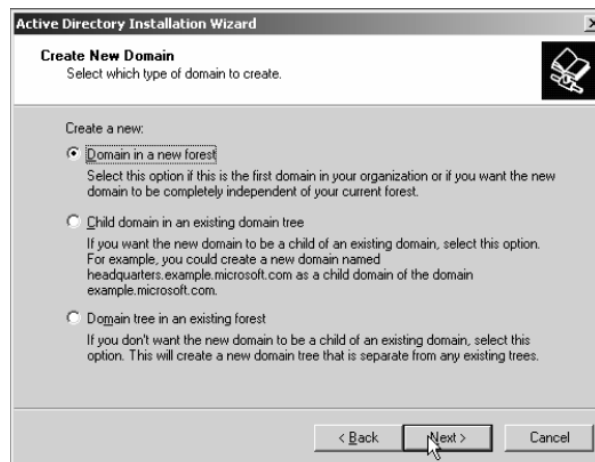 Active Directory Installation Wizard
Create New Domain
Select which type of domain to create.
Create a new:
Domain in a new forest
Select this option if this is the first domain in your organization or if you want the new
domain to be completely independent of your current forest.
Child domain in an existing domain tree
If you want the new domain to be a child of an existing domain, select this option.
For example, you could create a new domain named
headquarters.example.microsoft.com as a child domain of the domain
example.microsoft.com.
Domain tree in an existing forest
If you don't want the new domain to be a child of an existing domain, select this
option. This will create a new domain tree that is separate from any existing trees.
< Back
Next >
Cancel